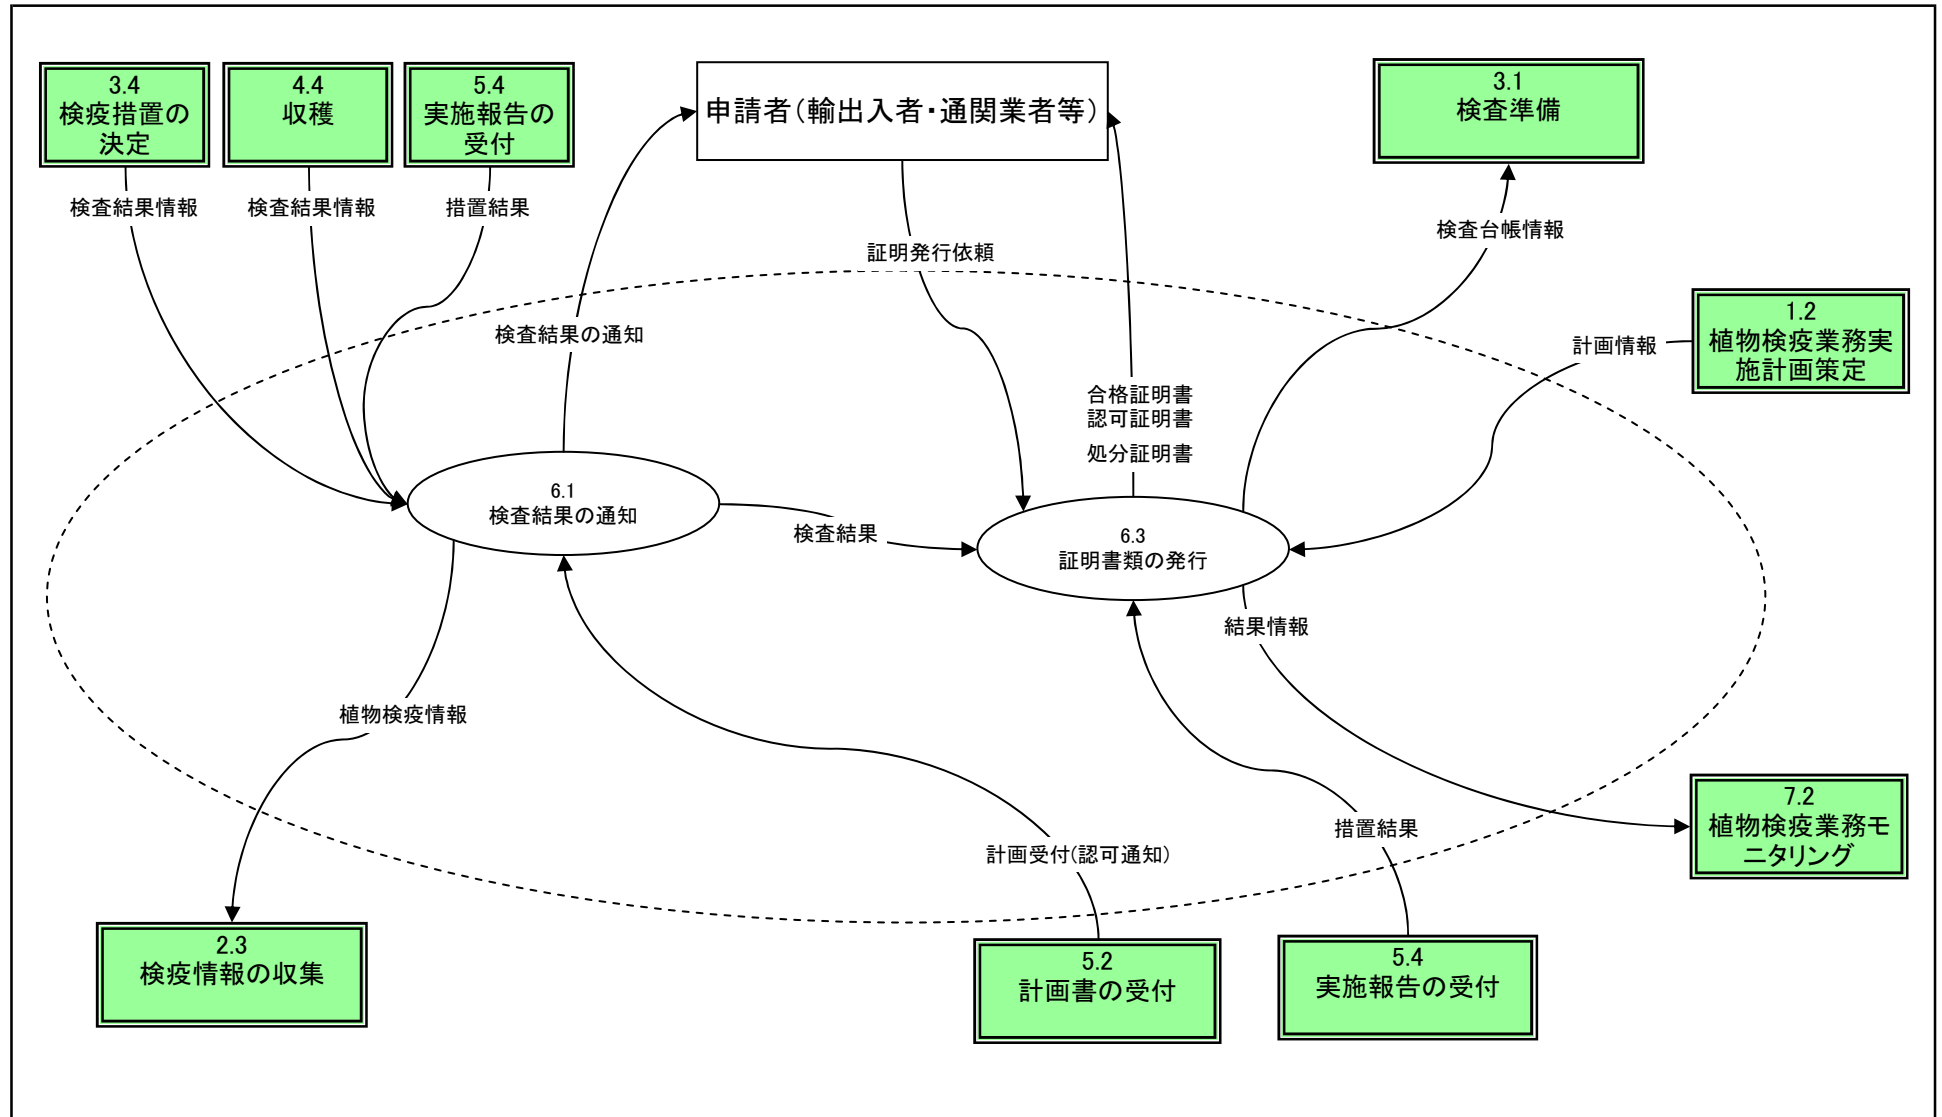 3.4
検疫措置の
決定
4.4
収穫
5.4
実施報告の
受付
申請者(輸出入者・通関業者等)
3.1
検査準備
検査結果情報
検査結果情報
措置結果
証明発行依頼
検査台帳情報
1.2
植物検疫業務実
施計画策定
計画情報
検査結果の通知
合格証明書
認可証明書
処分証明書
6.1
検査結果の通知
検査結果
6.3
証明書類の発行
結果情報
植物検疫情報
7.2
植物検疫業務モ
ニタリング
措置結果
計画受付(認可通知)
2.3
検疫情報の収集
5.2
計画書の受付
5.4
実施報告の受付